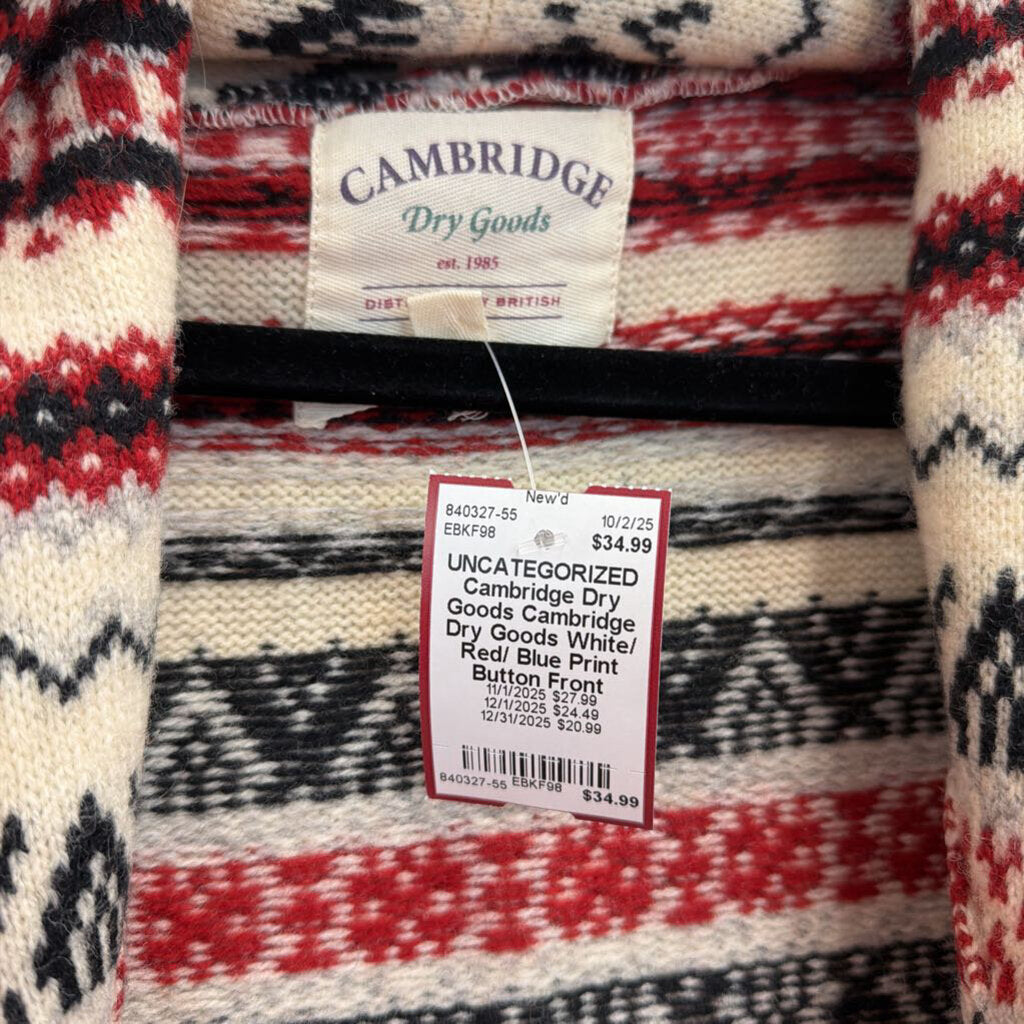 CAMBRIDGE
Dry Goods
est. 1985
BRITISH
New'd
840327-55 10/2/25
EBKF98 $34.99
UNCATEGORIZED
Cambridge Dry
Goods Cambridge
Dry Goods White/
Red/ Blue Print
Button Front
11/1/2025 $27.99
12/1/2025 $24.49
12/31/2025 $20.99
840327-55 EBKF98 $34.99